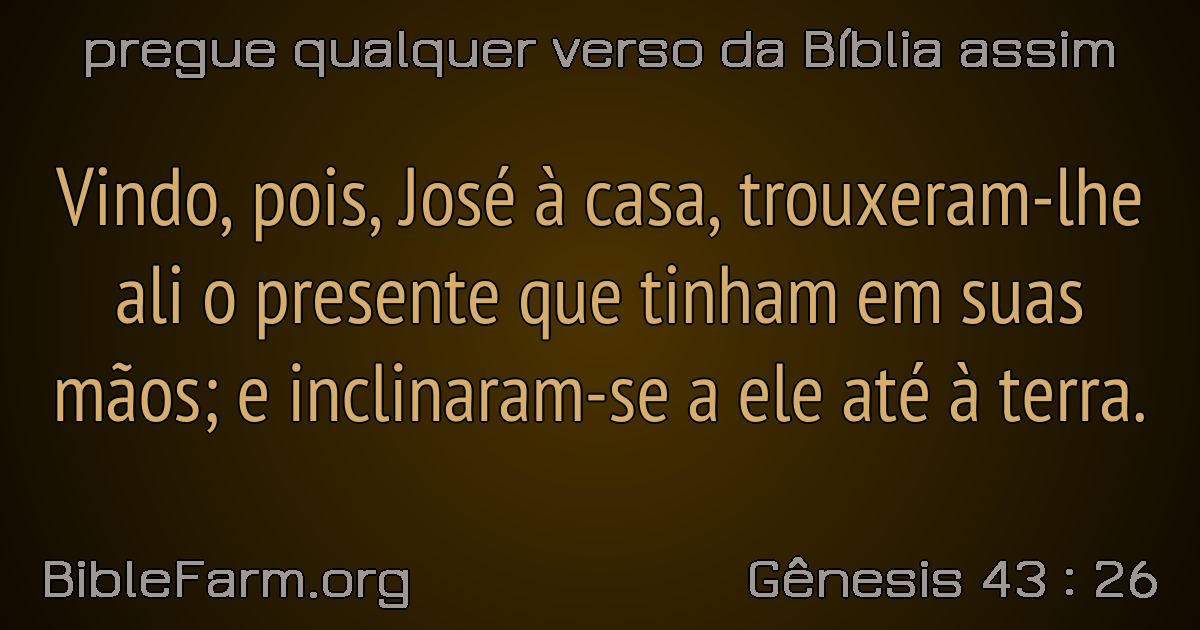 pregue qualquer verso da Bíblia assim
Vindo, pois, José à casa, trouxeram-lhe
ali o presente que tinham em suas
mãos; e inclinaram-se a ele até à terra.
BibleFarm.org
Gênesis 43 : 26